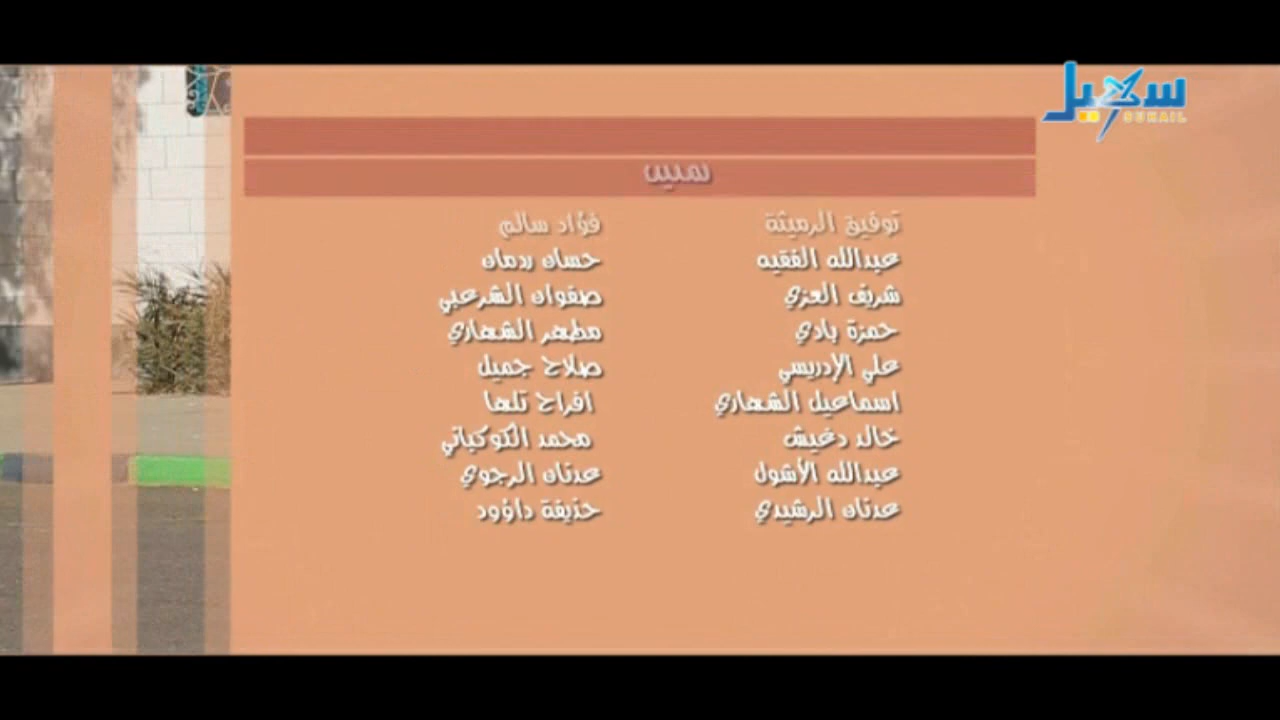 سهيل
SUHAIL
تمثيل
توفيق الرميثة فؤاد سالم
عبدالله الفقيه حسان ردمان
شريف العزي صفوان الشرعبي
حمزة بادي مطهر الشهاري
علي الإدريسي صلاح جميل
اسماعيل الشهاري افراح تلها
خالد دغيش محمد الكوكباني
عبدالله الأشول عدنان الرجوي
عدنان الرشيدي حذيفة داؤود